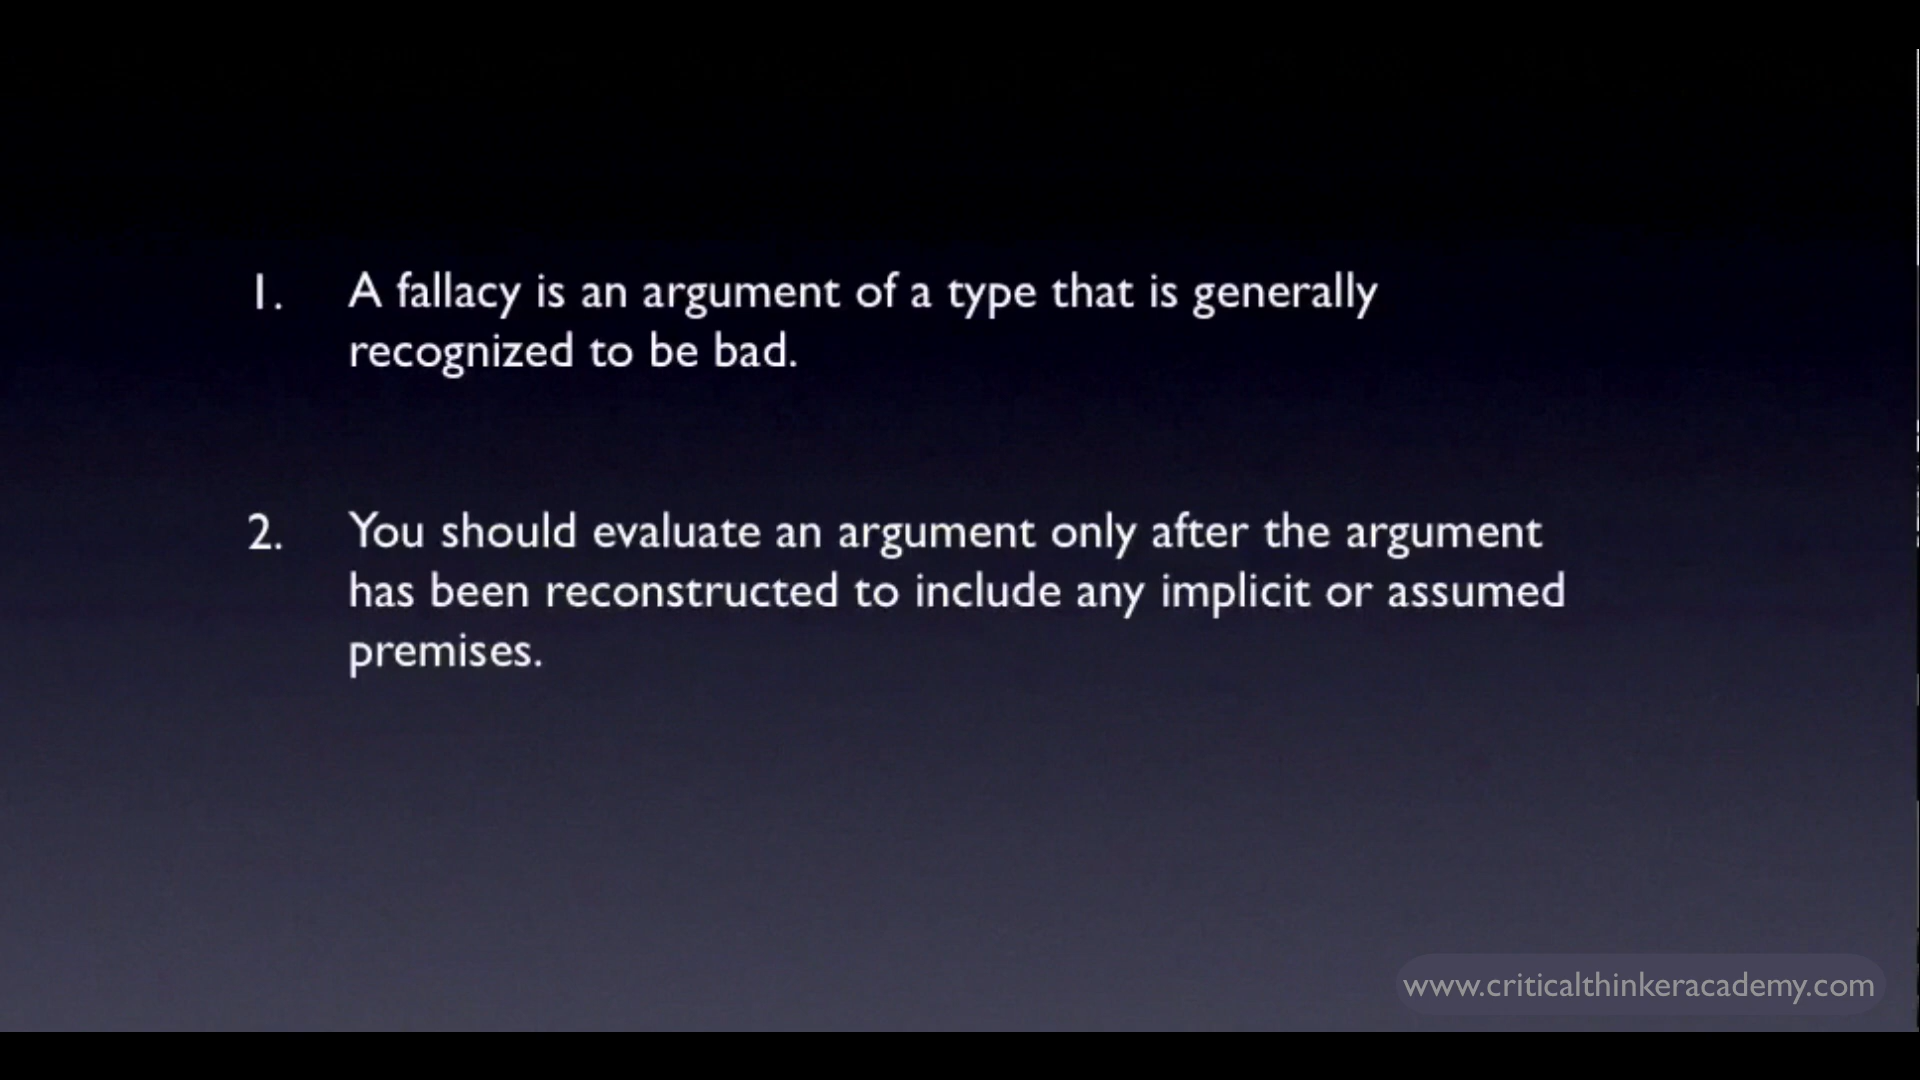 1. A fallacy is an argument of a type that is generally
recognized to be bad.
2. You should evaluate an argument only after the argument
has been reconstructed to include any implicit or assumed
premises.
www.criticalthinkeracademy.com